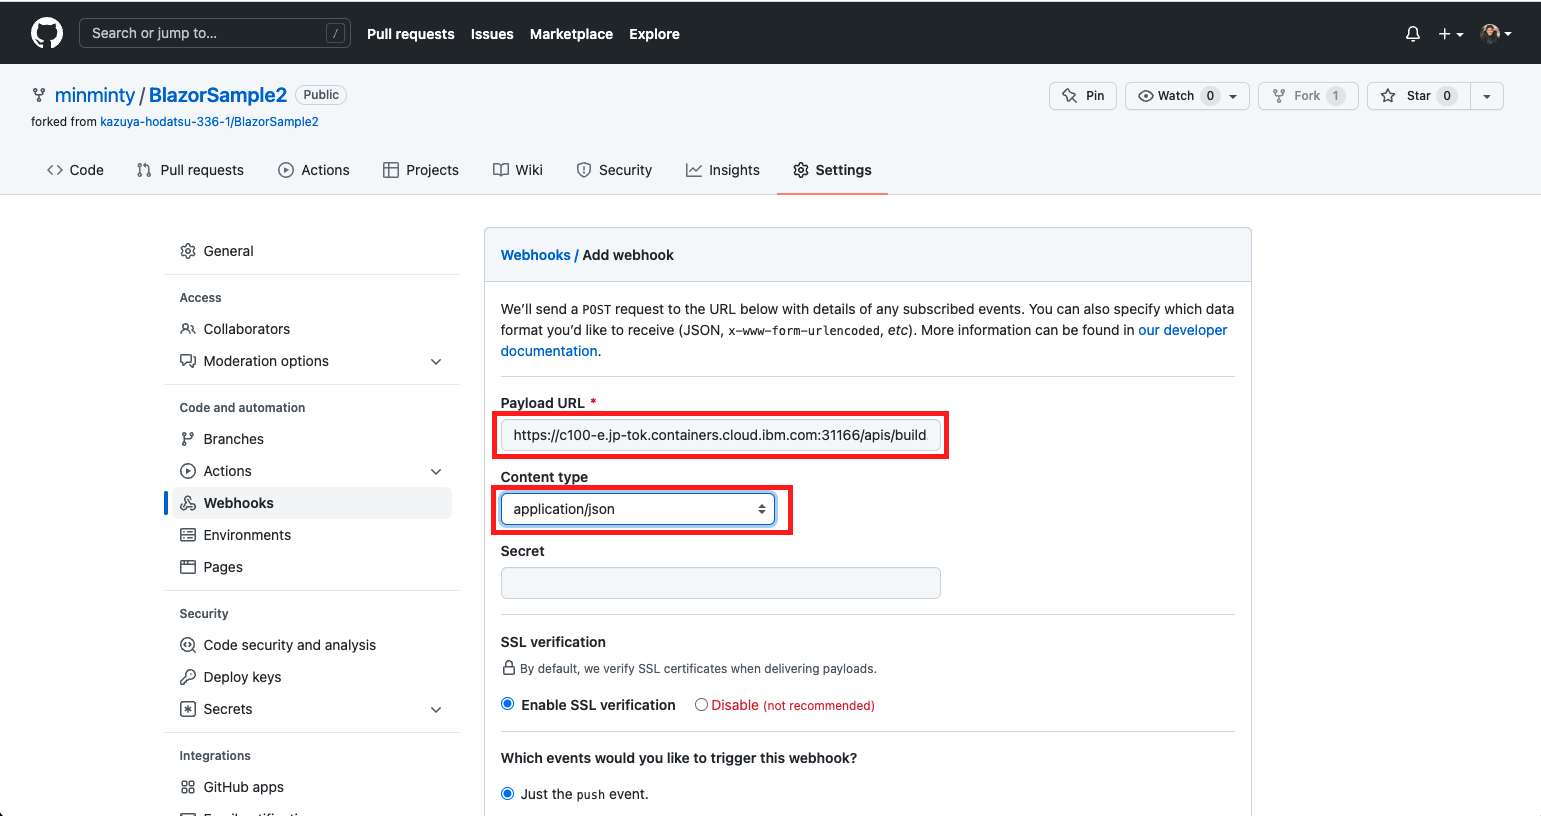 Search or jump to... /
Pull requests Issues Marketplace Explore
minminty / BlazorSample2 Public
Pin Watch 0 Fork 1 Star 0
forked from kazuya-hodatsu-336-1/BlazorSample2
Code Pull requests Actions Projects Wiki Security Insights Settings
General
Access
Collaborators
Moderation options
Code and automation
Branches
Actions
Webhooks
Environments
Pages
Security
Code security and analysis
Deploy keys
Secrets
Integrations
GitHub apps
Webhooks / Add webhook
We'll send a POST request to the URL below with details of any subscribed events. You can also specify which data
format you'd like to receive (JSON, x-www-form-urlencoded, etc). More information can be found in our developer
documentation.
Payload URL *
https://c100-e.jp-tok.containers.cloud.ibm.com:31166/apis/build.
Content type
application/json
Secret
SSL verification
By default, we verify SSL certificates when delivering payloads.
Enable SSL verification Disable (not recommended)
Which events would you like to trigger this webhook?
Just the push event.